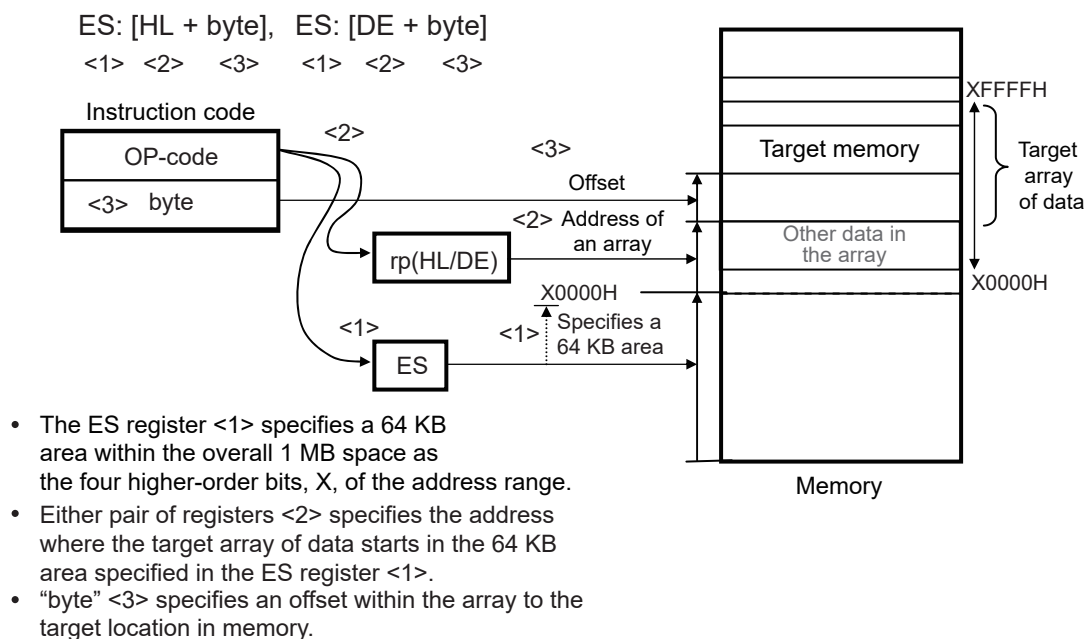 ES: [HL + byte], ES: [DE + byte]
<1> <2> <3> <1> <2> <3>
Instruction code
OP-code
<3> byte
<2>
<3>
Offset
<2> Address of
an array
rp(HL/DE)
X0000H
<1>
<1>
Specifies a
64 KB area
ES
XFFFFH
Target memory
Target
array
of data
Other data in
the array
X0000H
Memory
• The ES register <1> specifies a 64 KB
area within the overall 1 MB space as
the four higher-order bits, X, of the address range.
• Either pair of registers <2> specifies the address
where the target array of data starts in the 64 KB
area specified in the ES register <1>.
• “byte” <3> specifies an offset within the array to the
target location in memory.